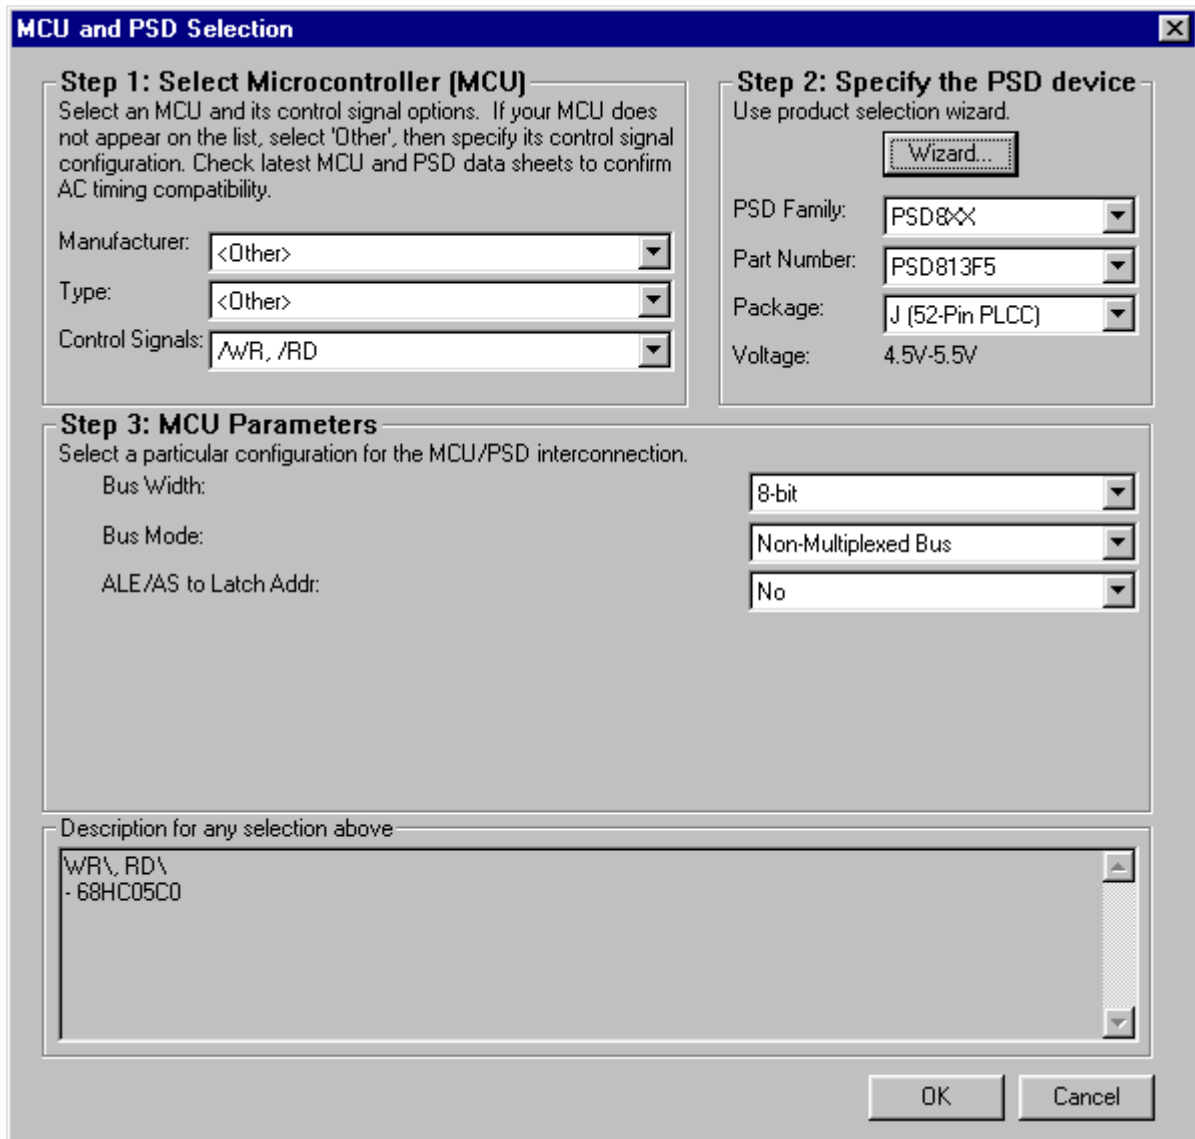 MCU and PSD Selection
Step 1: Select Microcontroller (MCU)
Select an MCU and its control signal options. If your MCU does
not appear on the list, select 'Other', then specify its control signal
configuration. Check latest MCU and PSD data sheets to confirm
AC timing compatibility.
Manufacturer: <Other>
Type: <Other>
Control Signals: /WR, /RD
Step 2: Specify the PSD device
Use product selection wizard.
Wizard...
PSD Family: PSD8XX
Part Number: PSD813F5
Package: J (52-Pin PLCC)
Voltage: 4.5V-5.5V
Step 3: MCU Parameters
Select a particular configuration for the MCU/PSD interconnection.
Bus Width: 8-bit
Bus Mode: Non-Multiplexed Bus
ALE/AS to Latch Addr: No
Description for any selection above
WR\, RD\
- 68HC05C0
OK Cancel